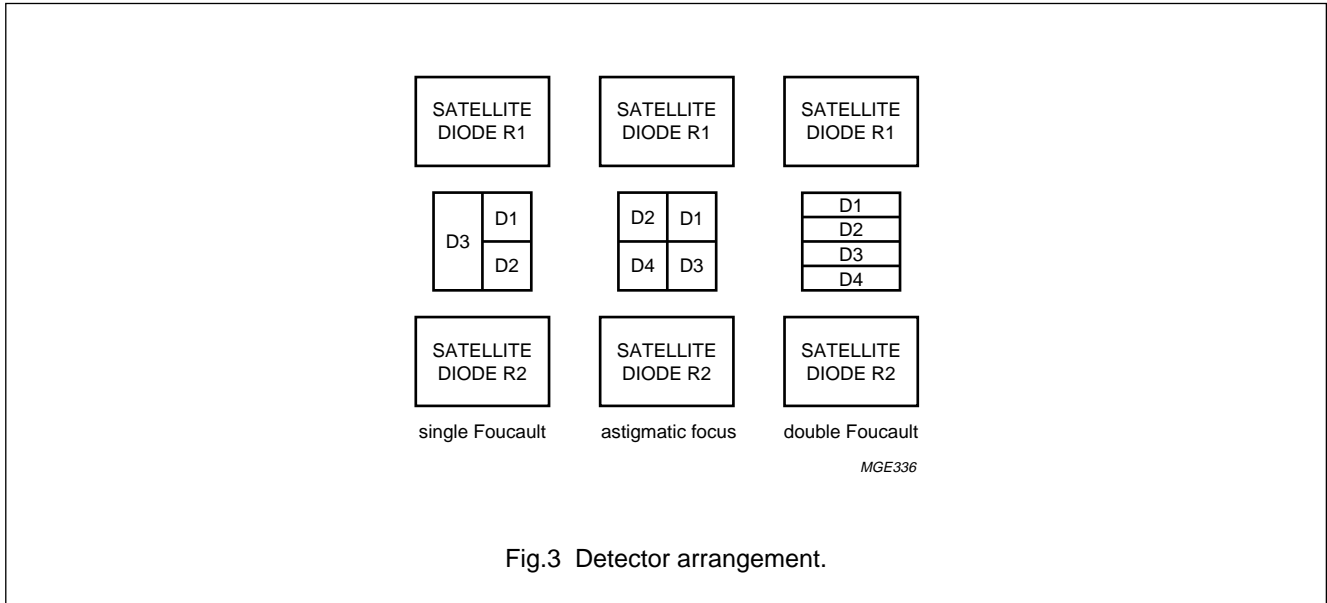 SATELLITE
DIODE R1
SATELLITE
DIODE R1
SATELLITE
DIODE R1
D3
D1
D2
D2
D1
D4
D3
D1
D2
D3
D4
SATELLITE
DIODE R2
SATELLITE
DIODE R2
SATELLITE
DIODE R2
single Foucault
astigmatic focus
double Foucault
MGE336
Fig.3 Detector arrangement.